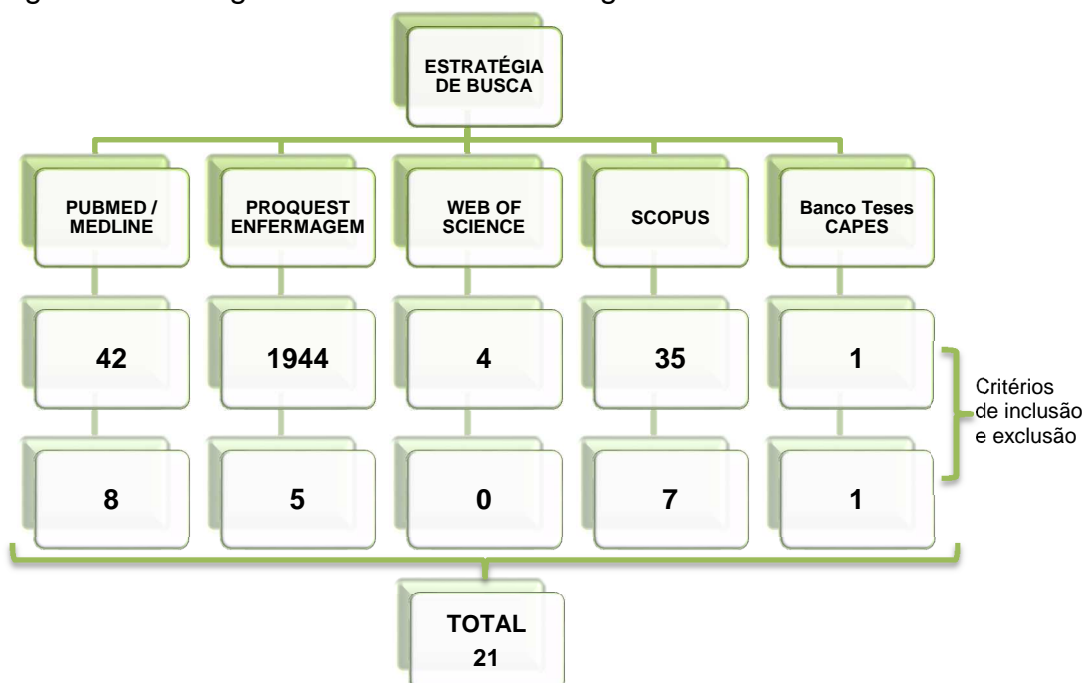 ESTRATÉGIA
DE BUSCA
PUBMED /
MEDLINE
PROQUEST
ENFERMAGEM
WEB OF
SCIENCE
SCOPUS
Banco Teses
CAPES
42
1944
4
35
1
Critérios
de inclusão
e exclusão
8
5
0
7
1
TOTAL
21